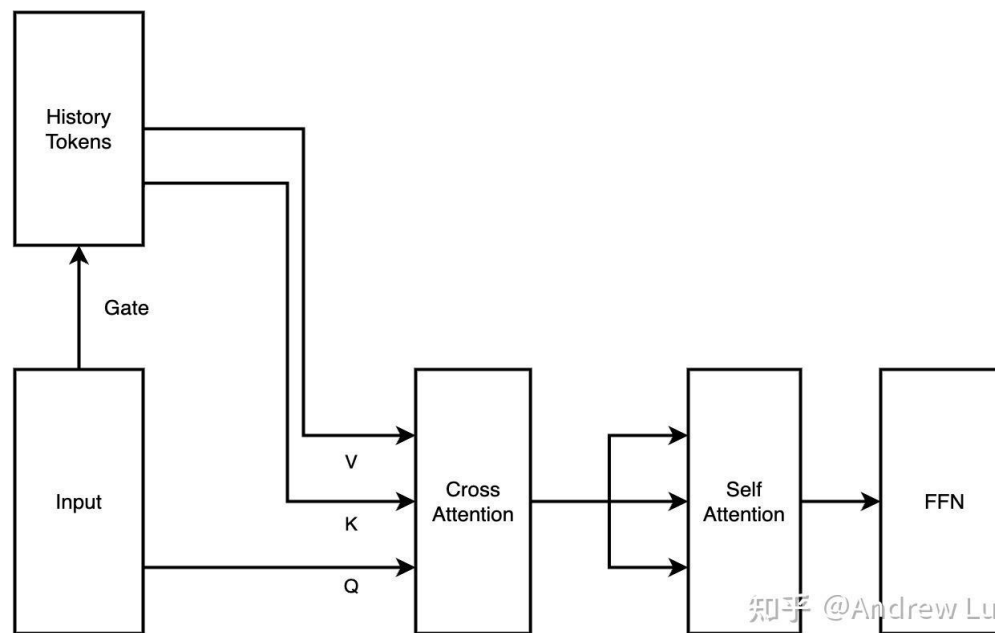 History
Tokens
Gate
Input
V
K
Q
Cross
Attention
Self
Attention
FFN
知乎 @Andrew Lu